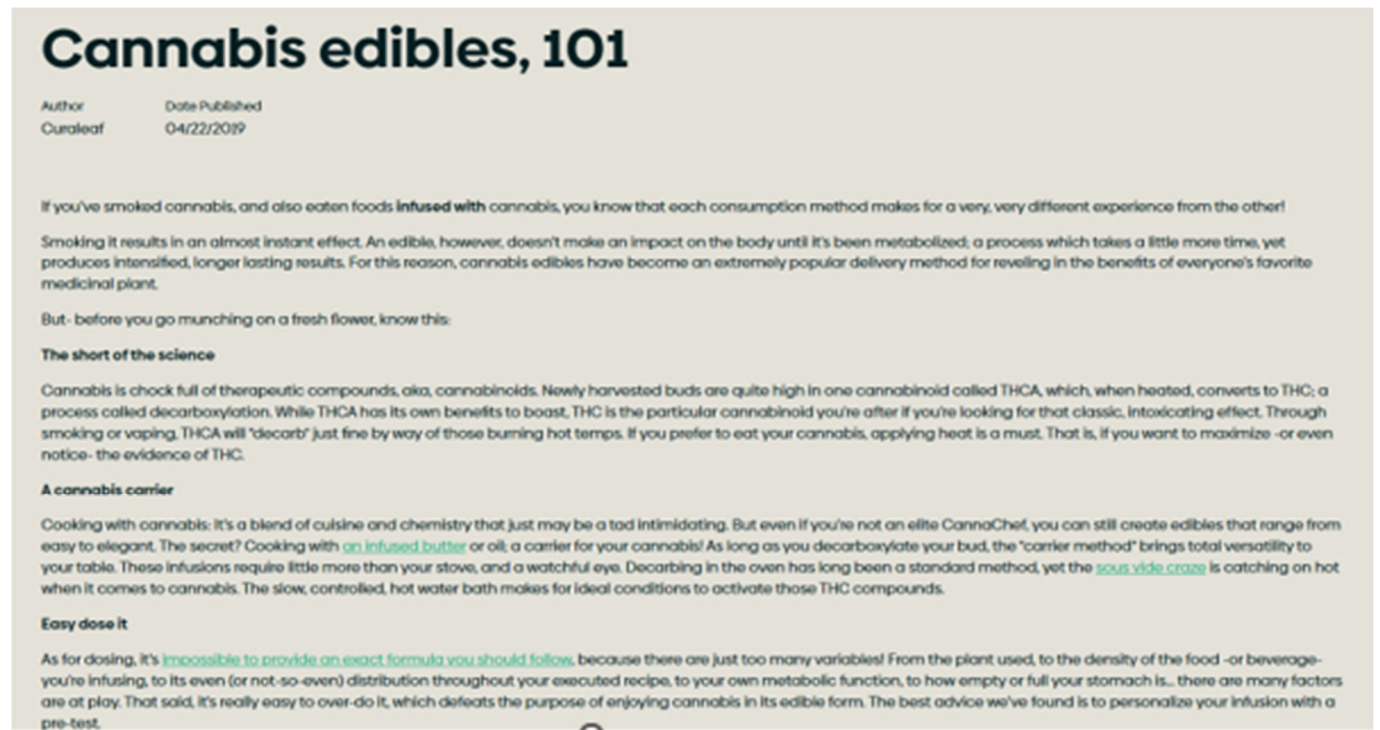 Cannabis edibles, 101
Author Date Published
Curaleaf 04/22/2019
If you've smoked cannabis, and also eaten foods infused with cannabis, you know that each consumption method makes for a very, very different experience from the other!
Smoking it results in an almost instant effect. An edible, however, doesn't make an impact on the body until it's been metabolized; a process which takes a little more time, yet
produces intensified, longer lasting results. For this reason, cannabis edibles have become an extremely popular delivery method for reveling in the benefits of everyone's favorite
medicinal plant.
But- before you go munching on a fresh flower, know this:
The short of the science
Cannabis is chock full of therapeutic compounds, aka, cannabinoids. Newly harvested buds are quite high in one cannabinoid called THCA, which, when heated, converts to THC; a
process called decarboxylation. While THCA has its own benefits to boast, THC is the particular cannabinoid you're after if you're looking for that classic, intoxicating effect. Through
smoking or vaping, THCA will "decarb" just fine by way of those burning hot temps. If you prefer to eat your cannabis, applying heat is a must. That is, if you want to maximize -or even
notice- the evidence of THC.
A cannabis carrier
Cooking with cannabis: It's a blend of cuisine and chemistry that just may be a tad intimidating. But even if you're not an elite CannaChef, you can still create edibles that range from
easy to elegant. The secret? Cooking with an infused butter or oil; a carrier for your cannabis! As long as you decarboxylate your bud, the "carrier method" brings total versatility to
your table. These infusions require little more than your stove, and a watchful eye. Decarbing in the oven has long been a standard method, yet the sous vide craze is catching on hot
when it comes to cannabis. The slow, controlled, hot water bath makes for ideal conditions to activate those THC compounds.
Easy dose it
As for dosing, it's impossible to provide an exact formula you should follow, because there are just too many variables! From the plant used, to the density of the food -or beverage-
you're infusing, to its even (or not-so-even) distribution throughout your executed recipe, to your own metabolic function, to how empty or full your stomach is... there are many factors
are at play. That said, it's really easy to over-do it, which defeats the purpose of enjoying cannabis in its edible form. The best advice we've found is to personalize your infusion with a
pre-test.